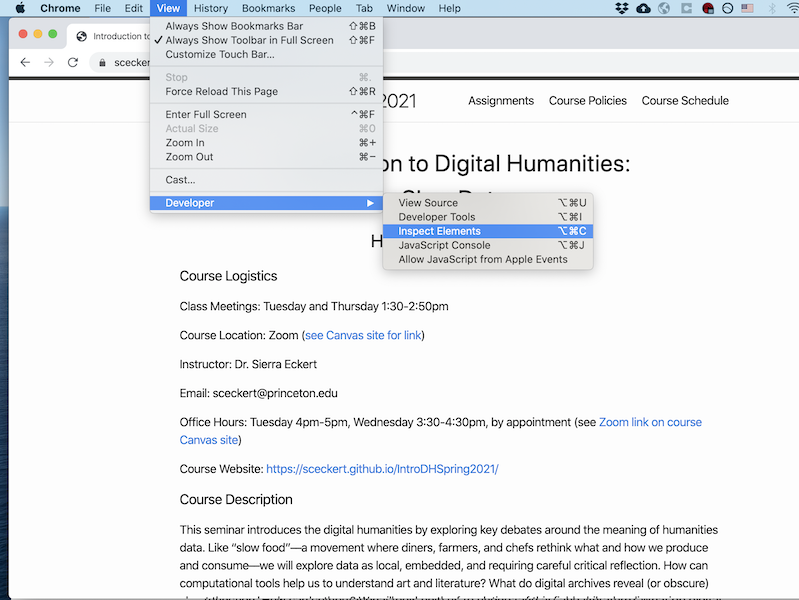 Chrome File Edit View History Bookmarks People Tab Window Help
Introduction to
Always Show Bookmarks Bar ⇧⌘B
✓ Always Show Toolbar in Full Screen ⇧⌘F
Customize Touch Bar...
Stop ⌘.
Force Reload This Page ⇧⌘R
Enter Full Screen ^⌘F
Actual Size ⌘0
Zoom In ⌘+
Zoom Out ⌘−
Cast...
Developer ▶
View Source ⌥⌘U
Developer Tools ⌥⌘I
Inspect Elements ⌥⌘C
JavaScript Console ⌥⌘J
Allow JavaScript from Apple Events
scecker
2021 Assignments Course Policies Course Schedule
on to Digital Humanities:
H
Course Logistics
Class Meetings: Tuesday and Thursday 1:30-2:50pm
Course Location: Zoom (see Canvas site for link)
Instructor: Dr. Sierra Eckert
Email: sceckert@princeton.edu
Office Hours: Tuesday 4pm-5pm, Wednesday 3:30-4:30pm, by appointment (see Zoom link on course
Canvas site)
Course Website: https://sceckert.github.io/IntroDHSpring2021/
Course Description
This seminar introduces the digital humanities by exploring key debates around the meaning of humanities
data. Like “slow food”—a movement where diners, farmers, and chefs rethink what and how we produce
and consume—we will explore data as local, embedded, and requiring careful critical reflection. How can
computational tools help us to understand art and literature? What do digital archives reveal (or obscure)